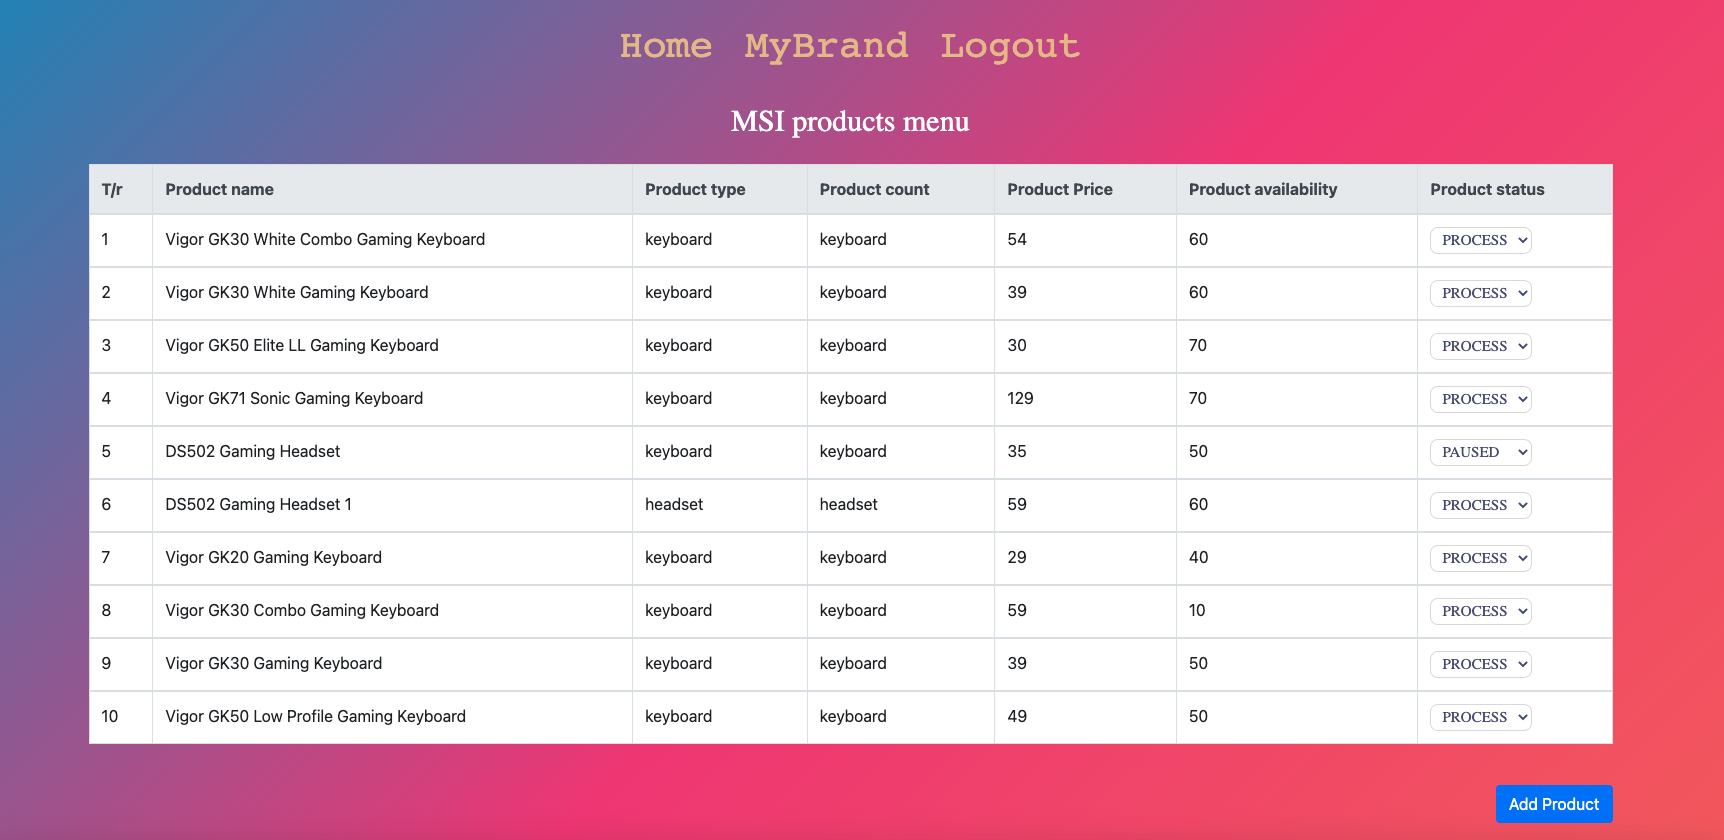 Home MyBrand Logout
MSI products menu
T/r Product name Product type Product count Product Price Product availability Product status
1 Vigor GK30 White Combo Gaming Keyboard keyboard keyboard 54 60 PROCESS
2 Vigor GK30 White Gaming Keyboard keyboard keyboard 39 60 PROCESS
3 Vigor GK50 Elite LL Gaming Keyboard keyboard keyboard 30 70 PROCESS
4 Vigor GK71 Sonic Gaming Keyboard keyboard keyboard 129 70 PROCESS
5 DS502 Gaming Headset keyboard keyboard 35 50 PAUSED
6 DS502 Gaming Headset 1 headset headset 59 60 PROCESS
7 Vigor GK20 Gaming Keyboard keyboard keyboard 29 40 PROCESS
8 Vigor GK30 Combo Gaming Keyboard keyboard keyboard 59 10 PROCESS
9 Vigor GK30 Gaming Keyboard keyboard keyboard 39 50 PROCESS
10 Vigor GK50 Low Profile Gaming Keyboard keyboard keyboard 49 50 PROCESS
Add Product